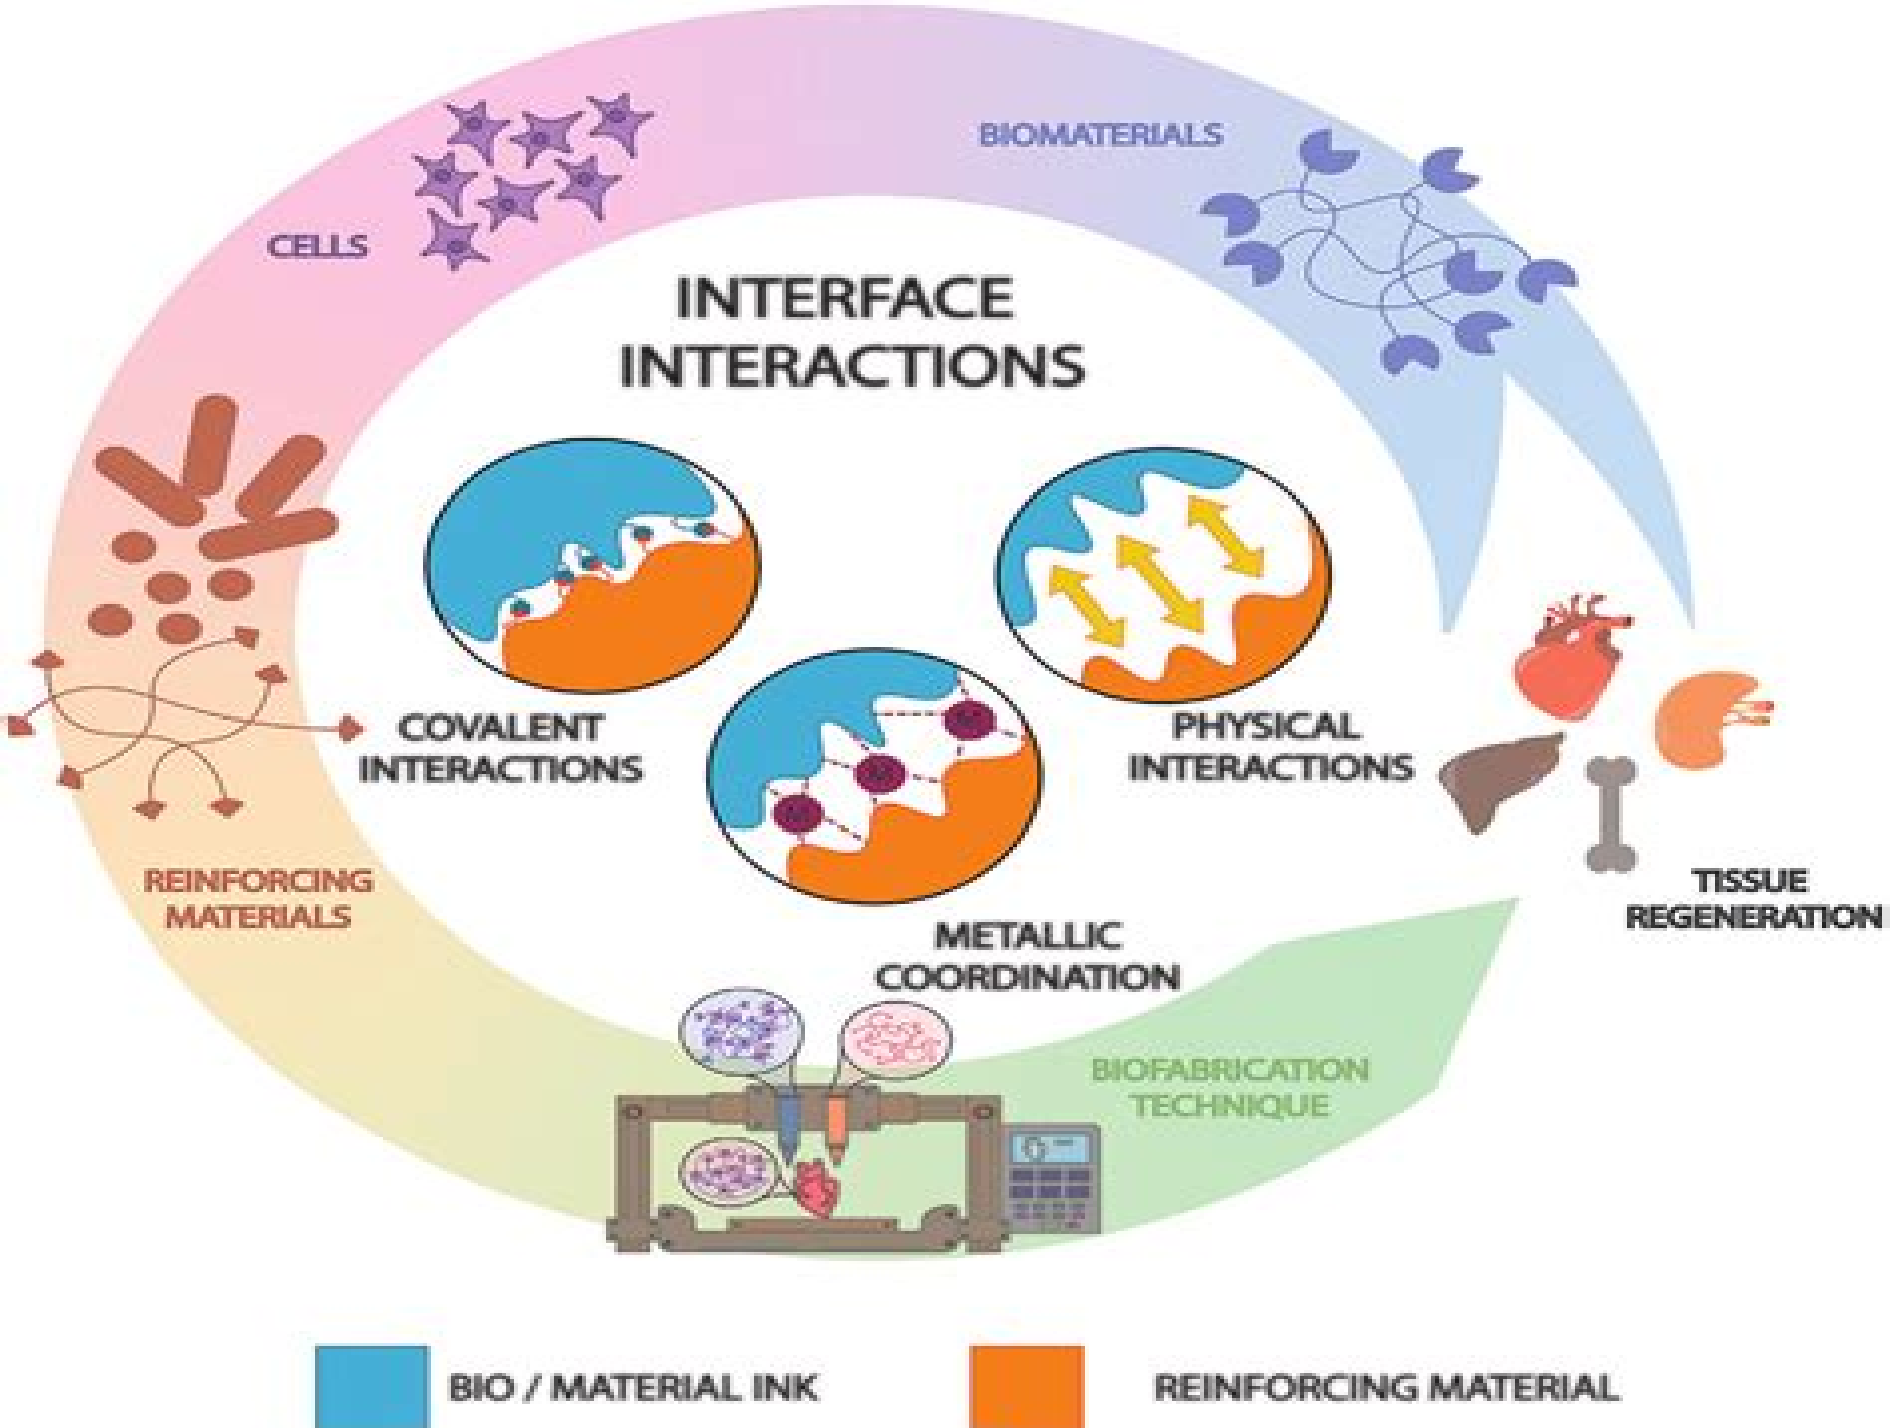 BIOMATERIALS
CELLS
INTERFACE
INTERACTIONS
COVALENT
INTERACTIONS
PHYSICAL
INTERACTIONS
METALLIC
COORDINATION
REINFORCING
MATERIALS
TISSUE
REGENERATION
BIOFABRICATION
TECHNIQUE
BIO / MATERIAL INK
REINFORCING MATERIAL